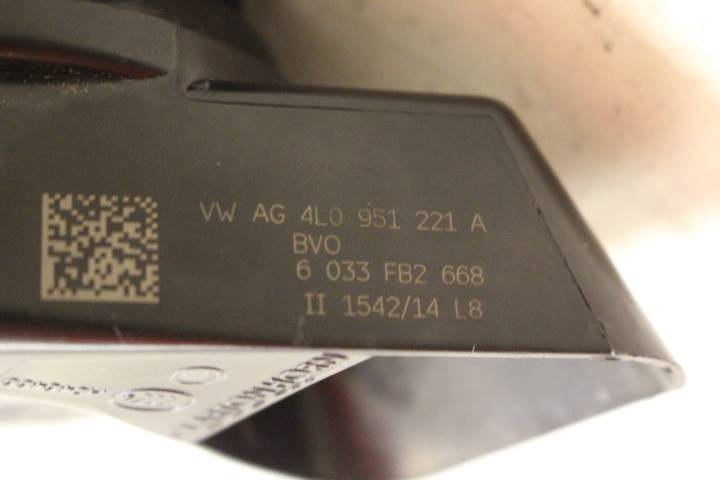 VW AG 4L0 951 221 A
BVO
6 033 FB2 668
II 1542/14 L8